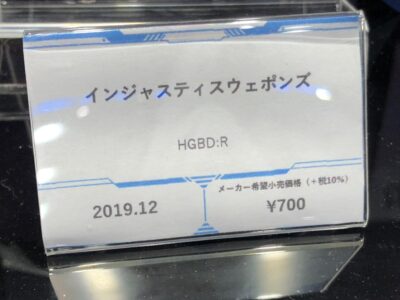 インジャスティスウェポンズ
HGBD:R
2019.12
メーカー希望小売価格（＋税10%）
¥700